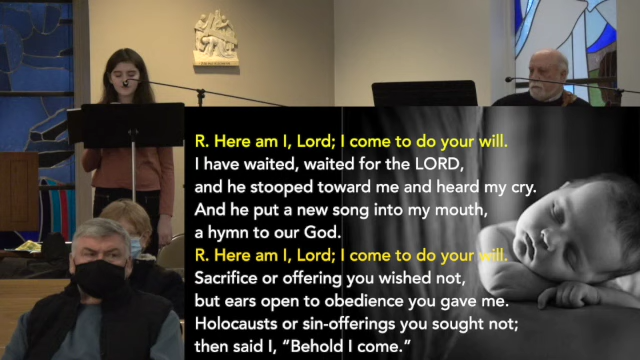 R. Here am I, Lord; I come to do your will.
I have waited, waited for the LORD,
and he stooped toward me and heard my cry.
And he put a new song into my mouth,
a hymn to our God.
R. Here am I, Lord; I come to do your will.
Sacrifice or offering you wished not,
but ears open to obedience you gave me.
Holocausts or sin-offerings you sought not;
then said I, “Behold I come.”